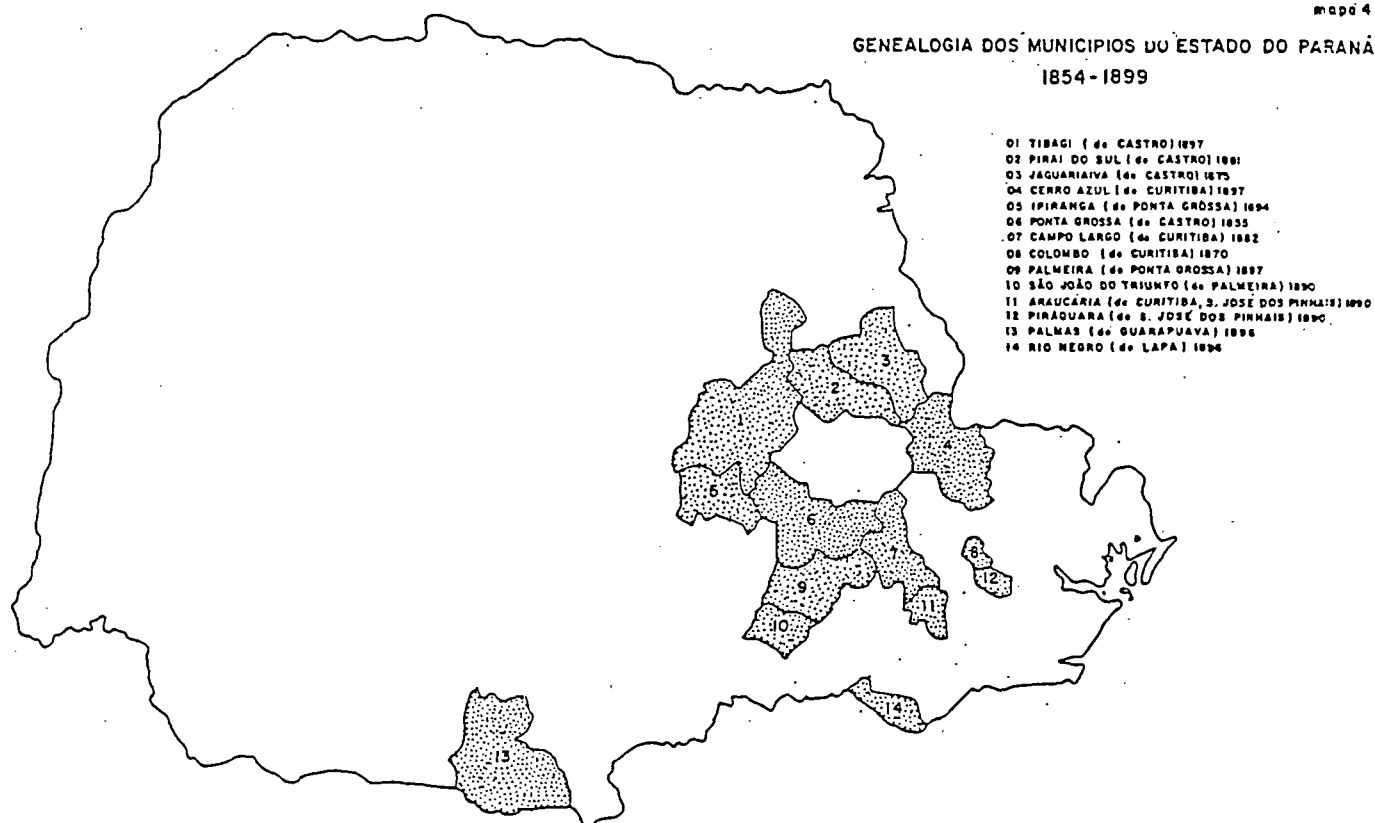 mapa 4
GENEALOGIA DOS MUNICIPIOS DO ESTADO DO PARANÁ
1854-1899
01 TIBAGI (de CASTRO) 1897
02 PIRAI DO SUL (de CASTRO) 1881
03 JAGUARIAIVA (de CASTRO) 1875
04 CERRO AZUL (de CURITIBA) 1897
05 IPIRANGA (de PONTA GROSSA) 1894
06 PONTA GROSSA (de CASTRO) 1855
07 CAMPO LARGO (de CURITIBA) 1882
08 COLOMBO (de CURITIBA) 1870
09 PALMEIRA (de PONTA GROSSA) 1897
10 SÃO JOÃO DO TRIUNFO (de PALMEIRA) 1890
11 ARAUCÁRIA (de CURITIBA, S. JOSÉ DOS PINHAIS) 1890
12 PIRAQUARA (de S. JOSÉ DOS PINHAIS) 1890
13 PALMAS (de GUARAPUAVA) 1896
14 RIO NEGRO (de LAPA) 1896
3
2
1
4
5
6
7
8
12
9
11
10
14
13